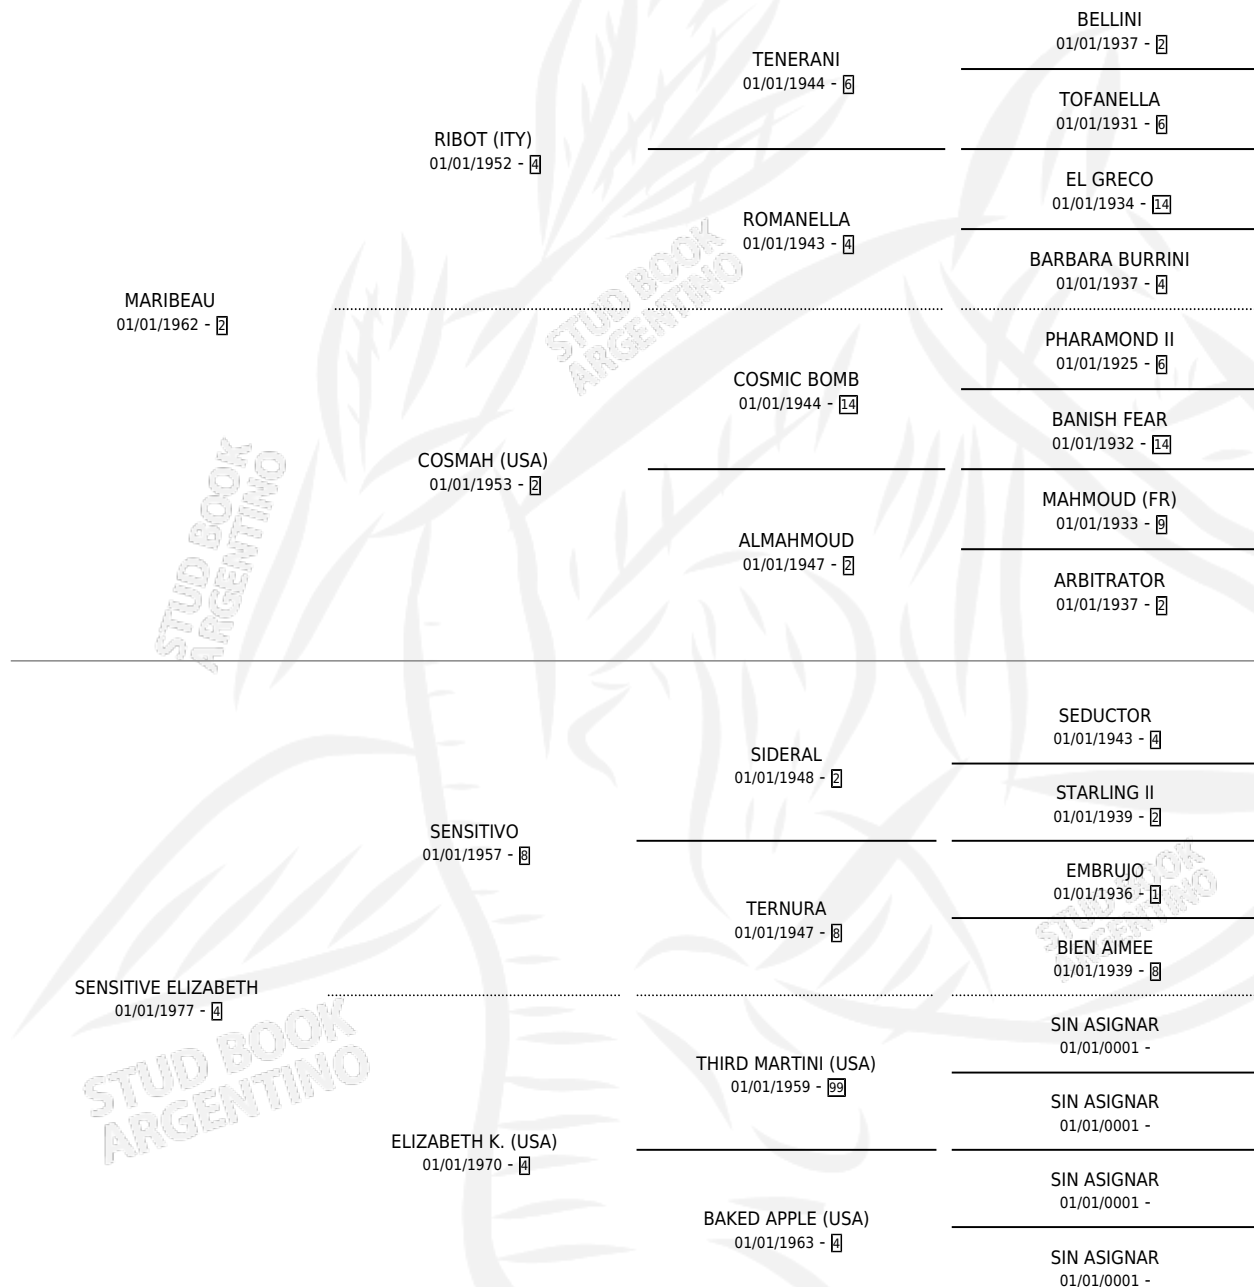 BELLINI
01/01/1937 - 2
TENERANI
01/01/1944 - 6
TOFANELLA
01/01/1931 - 6
RIBOT (ITY)
01/01/1952 - 4
EL GRECO
01/01/1934 - 14
ROMANELLA
01/01/1943 - 4
BARBARA BURRINI
01/01/1937 - 4
MARIBEAU
01/01/1962 - 2
PHARAMOND II
01/01/1925 - 6
COSMIC BOMB
01/01/1944 - 14
BANISH FEAR
01/01/1932 - 14
COSMAH (USA)
01/01/1953 - 2
MAHMOUD (FR)
01/01/1933 - 9
ALMAHMOUD
01/01/1947 - 2
ARBITRATOR
01/01/1937 - 2
SEDUCTOR
01/01/1943 - 4
SIDERAL
01/01/1948 - 2
STARLING II
01/01/1939 - 2
SENSITIVO
01/01/1957 - 8
EMBRUJO
01/01/1936 - 1
TERNURA
01/01/1947 - 8
BIEN AIMEE
01/01/1939 - 8
SENSITIVE ELIZABETH
01/01/1977 - 4
SIN ASIGNAR
01/01/0001 -
THIRD MARTINI (USA)
01/01/1959 - 99
SIN ASIGNAR
01/01/0001 -
ELIZABETH K. (USA)
01/01/1970 - 4
SIN ASIGNAR
01/01/0001 -
BAKED APPLE (USA)
01/01/1963 - 4
SIN ASIGNAR
01/01/0001 -
STUD BOOK
ARGENTINO
STUD BOOK
ARGENTINO
STUD BOOK
ARGENTINO
STUD BOOK
ARGENTINO